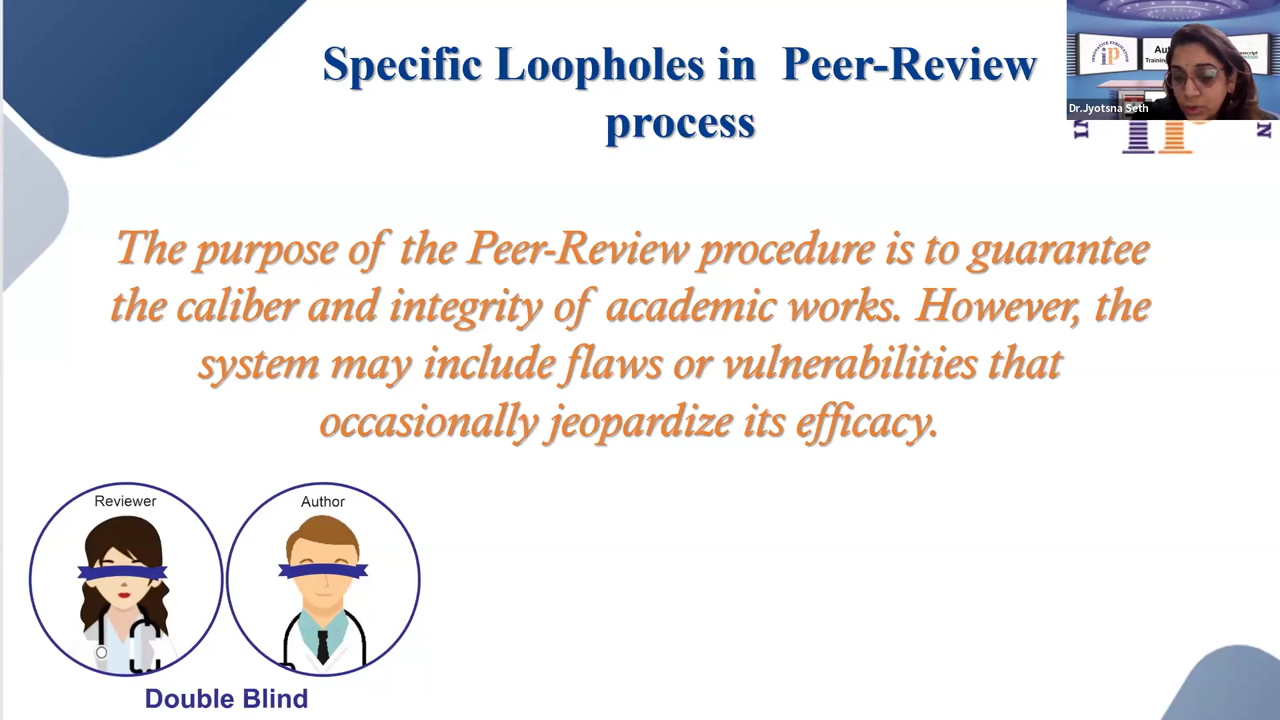 Specific Loopholes in Peer-Review
process
Dr.Jyotsna Seth
The purpose of the Peer-Review procedure is to guarantee
the caliber and integrity of academic works. However, the
system may include flaws or vulnerabilities that
occasionally jeopardize its efficacy.
Reviewer
Author
Double Blind